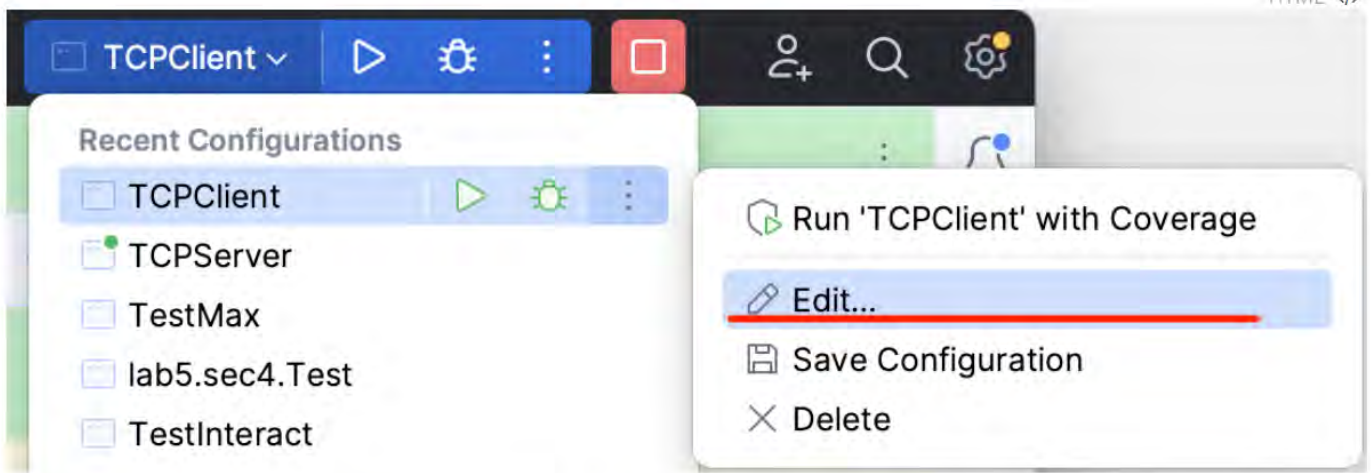 TCPClient
Recent Configurations
TCPClient
TCPServer
TestMax
lab5.sec4.Test
TestInteract
Run 'TCPClient' with Coverage
Edit...
Save Configuration
Delete